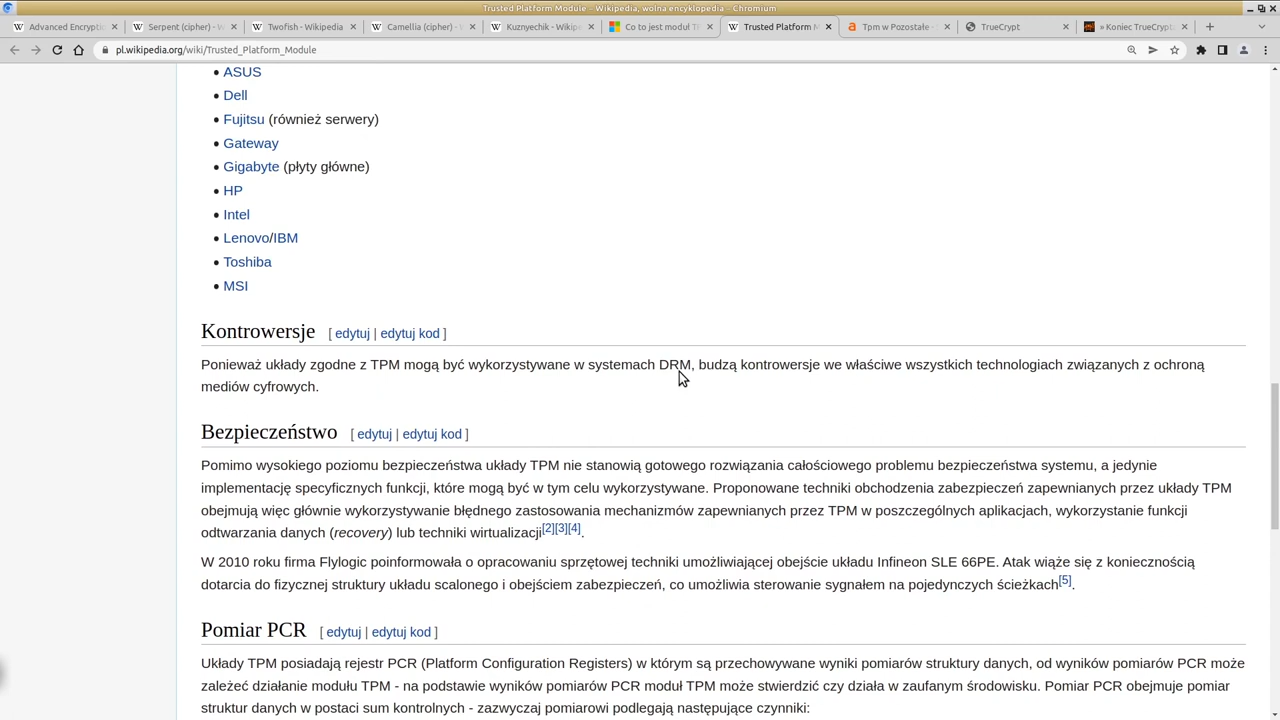 Trusted Platform Module – Wikipedia, wolna encyklopedia – Chromium
Advanced Encrypti
Serpent (cipher) - W
Twofish - Wikipedia
Camellia (cipher) - 
Kuznyechik - Wikipe
Co to jest moduł TP
Trusted Platform M
Tpm w Pozostałe -
TrueCrypt
» Koniec TrueCrypt
pl.wikipedia.org/wiki/Trusted_Platform_Module
• ASUS
• Dell
• Fujitsu (również serwery)
• Gateway
• Gigabyte (płyty główne)
• HP
• Intel
• Lenovo/IBM
• Toshiba
• MSI
Kontrowersje [ edytuj | edytuj kod ]
Ponieważ układy zgodne z TPM mogą być wykorzystywane w systemach DRM, budzą kontrowersje we właściwe wszystkich technologiach związanych z ochroną
mediów cyfrowych.
Bezpieczeństwo [ edytuj | edytuj kod ]
Pomimo wysokiego poziomu bezpieczeństwa układy TPM nie stanowią gotowego rozwiązania całościowego problemu bezpieczeństwa systemu, a jedynie
implementację specyficznych funkcji, które mogą być w tym celu wykorzystywane. Proponowane techniki obchodzenia zabezpieczeń zapewnianych przez układy TPM
obejmują więc głównie wykorzystywanie błędnego zastosowania mechanizmów zapewnianych przez TPM w poszczególnych aplikacjach, wykorzystanie funkcji
odtwarzania danych (recovery) lub techniki wirtualizacji[2][3][4].
W 2010 roku firma Flylogic poinformowała o opracowaniu sprzętowej techniki umożliwiającej obejście układu Infineon SLE 66PE. Atak wiąże się z koniecznością
dotarcia do fizycznej struktury układu scalonego i obejściem zabezpieczeń, co umożliwia sterowanie sygnałem na pojedynczych ścieżkach[5].
Pomiar PCR [ edytuj | edytuj kod ]
Układy TPM posiadają rejestr PCR (Platform Configuration Registers) w którym są przechowywane wyniki pomiarów struktury danych, od wyników pomiarów PCR może
zależeć działanie modułu TPM - na podstawie wyników pomiarów PCR moduł TPM może stwierdzić czy działa w zaufanym środowisku. Pomiar PCR obejmuje pomiar
struktur danych w postaci sum kontrolnych - zazwyczaj pomiarowi podlegają następujące czynniki: